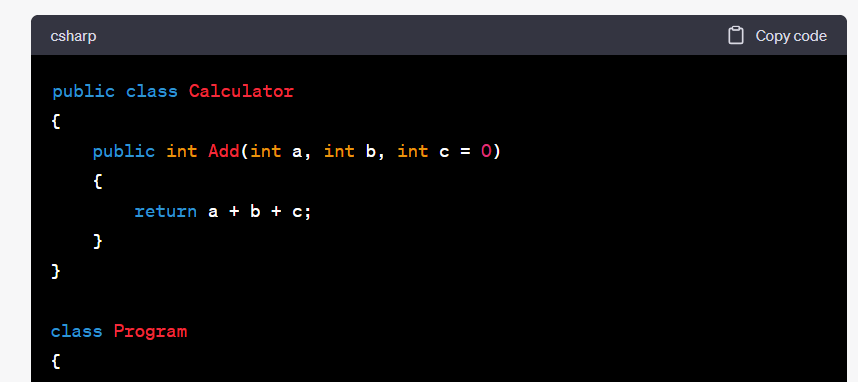 csharp
Copy code
public class Calculator
{
    public int Add(int a, int b, int c = 0)
    {
        return a + b + c;
    }
}

class Program
{